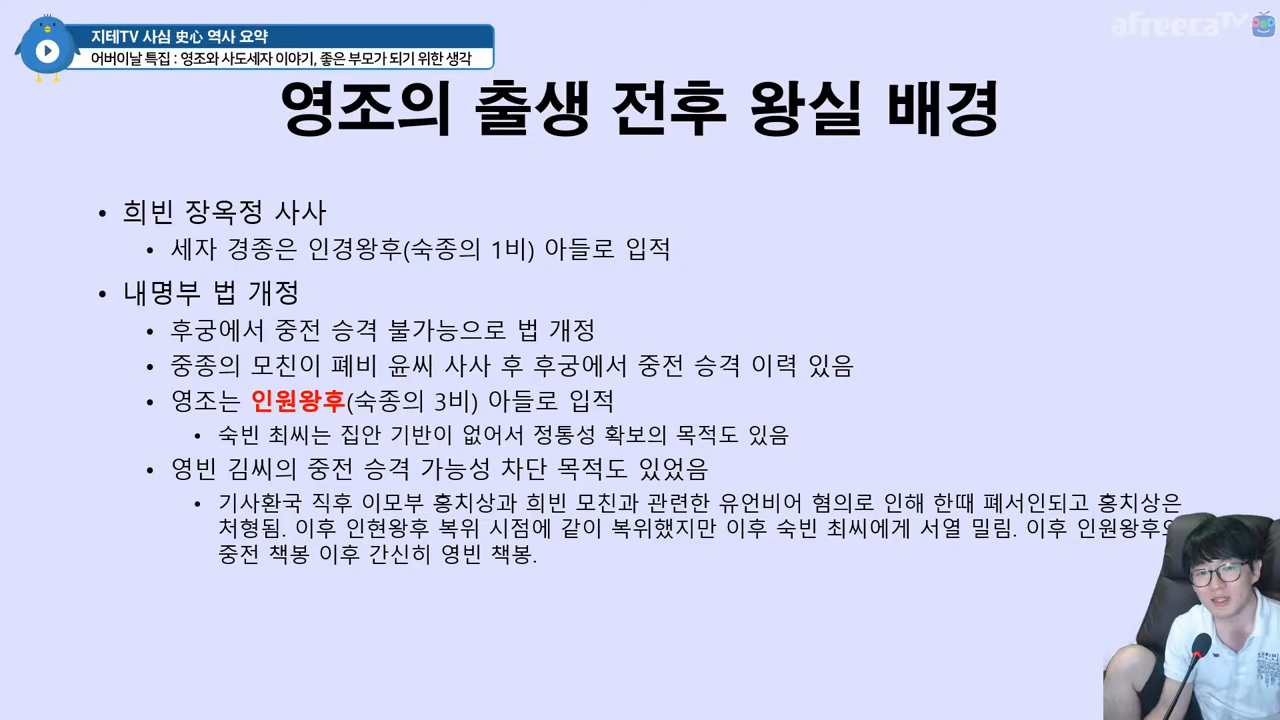 지테TV 사심 史心 역사 요약
어버이날 특집 : 영조와 사도세자 이야기, 좋은 부모가 되기 위한 생각
afreecaTV
영조의 출생 전후 왕실 배경
• 희빈 장옥정 사사
• 세자 경종은 인경왕후(숙종의 1비) 아들로 입적
• 내명부 법 개정
• 후궁에서 중전 승격 불가능으로 법 개정
• 중종의 모친이 폐비 윤씨 사사 후 후궁에서 중전 승격 이력 있음
• 영조는 인원왕후(숙종의 3비) 아들로 입적
• 숙빈 최씨는 집안 기반이 없어서 정통성 확보의 목적도 있음
• 영빈 김씨의 중전 승격 가능성 차단 목적도 있었음
• 기사환국 직후 이모부 홍치상과 희빈 모친과 관련한 유언비어 혐의로 인해 한때 폐서인되고 홍치상은
처형됨. 이후 인현왕후 복위 시점에 같이 복위했지만 이후 숙빈 최씨에게 서열 밀림. 이후 인원왕후의
중전 책봉 이후 간신히 영빈 책봉.